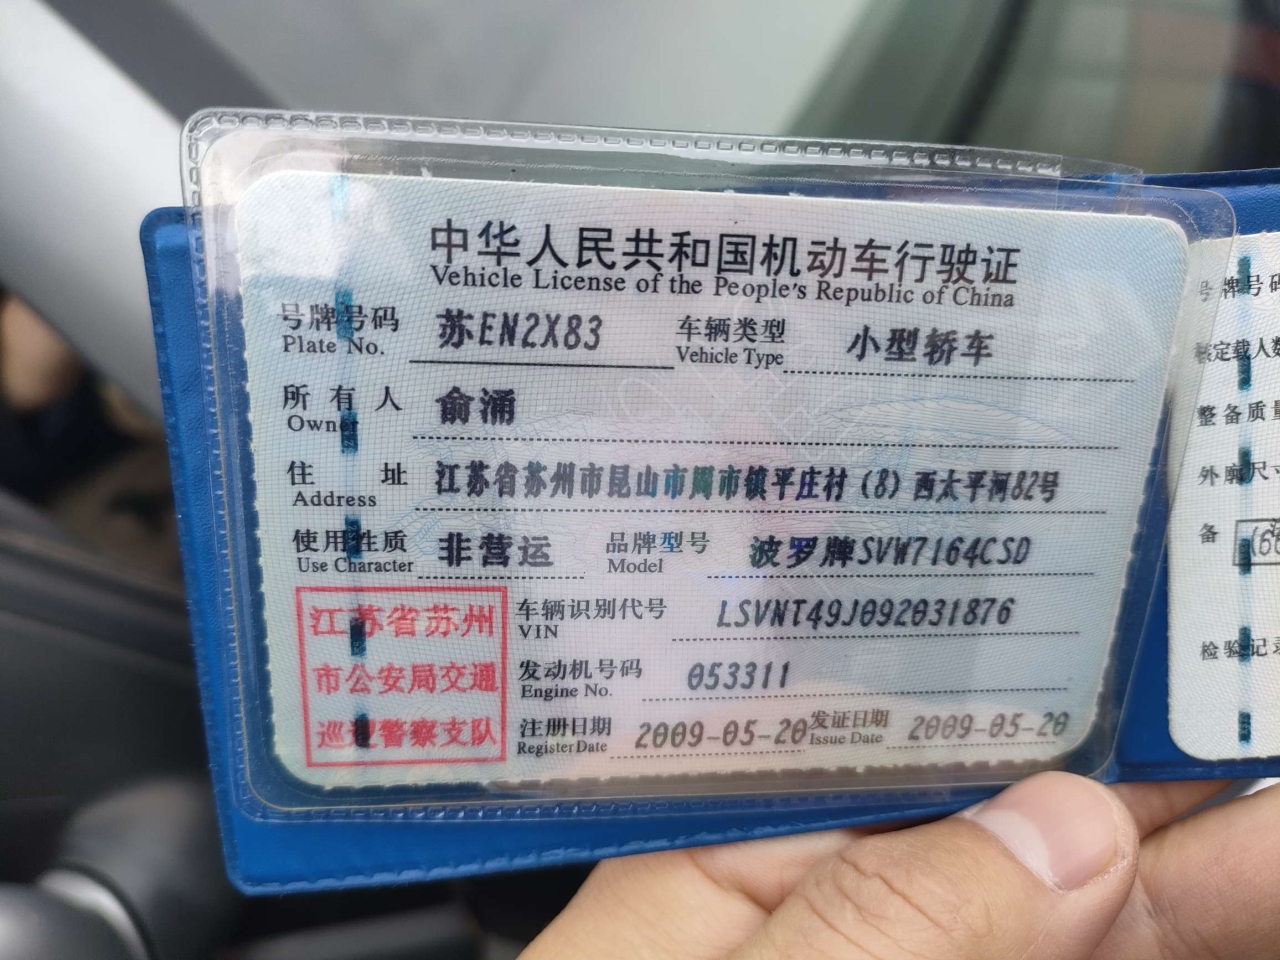 中华人民共和国机动车行驶证
Vehicle License of the People's Republic of China
号牌号码 苏EN2X83 车辆类型 小型轿车
Plate No. Vehicle Type
所有人 俞涌
Owner
住址 江苏省苏州市昆山市周市镇平庄村(8)西太平河82号
Address
使用性质 非营运 品牌型号 波罗牌SVW7164CSD
Use Character Model
车辆识别代号 LSVNT49J092031876
VIN
发动机号码 053311
Engine No.
注册日期 2009-05-20 发证日期 2009-05-20
Register Date Issue Date
江苏省苏州
市公安局交通
巡逻警察支队
号牌号码
核定载人数
整备质量
外廓尺寸
备
检验记录